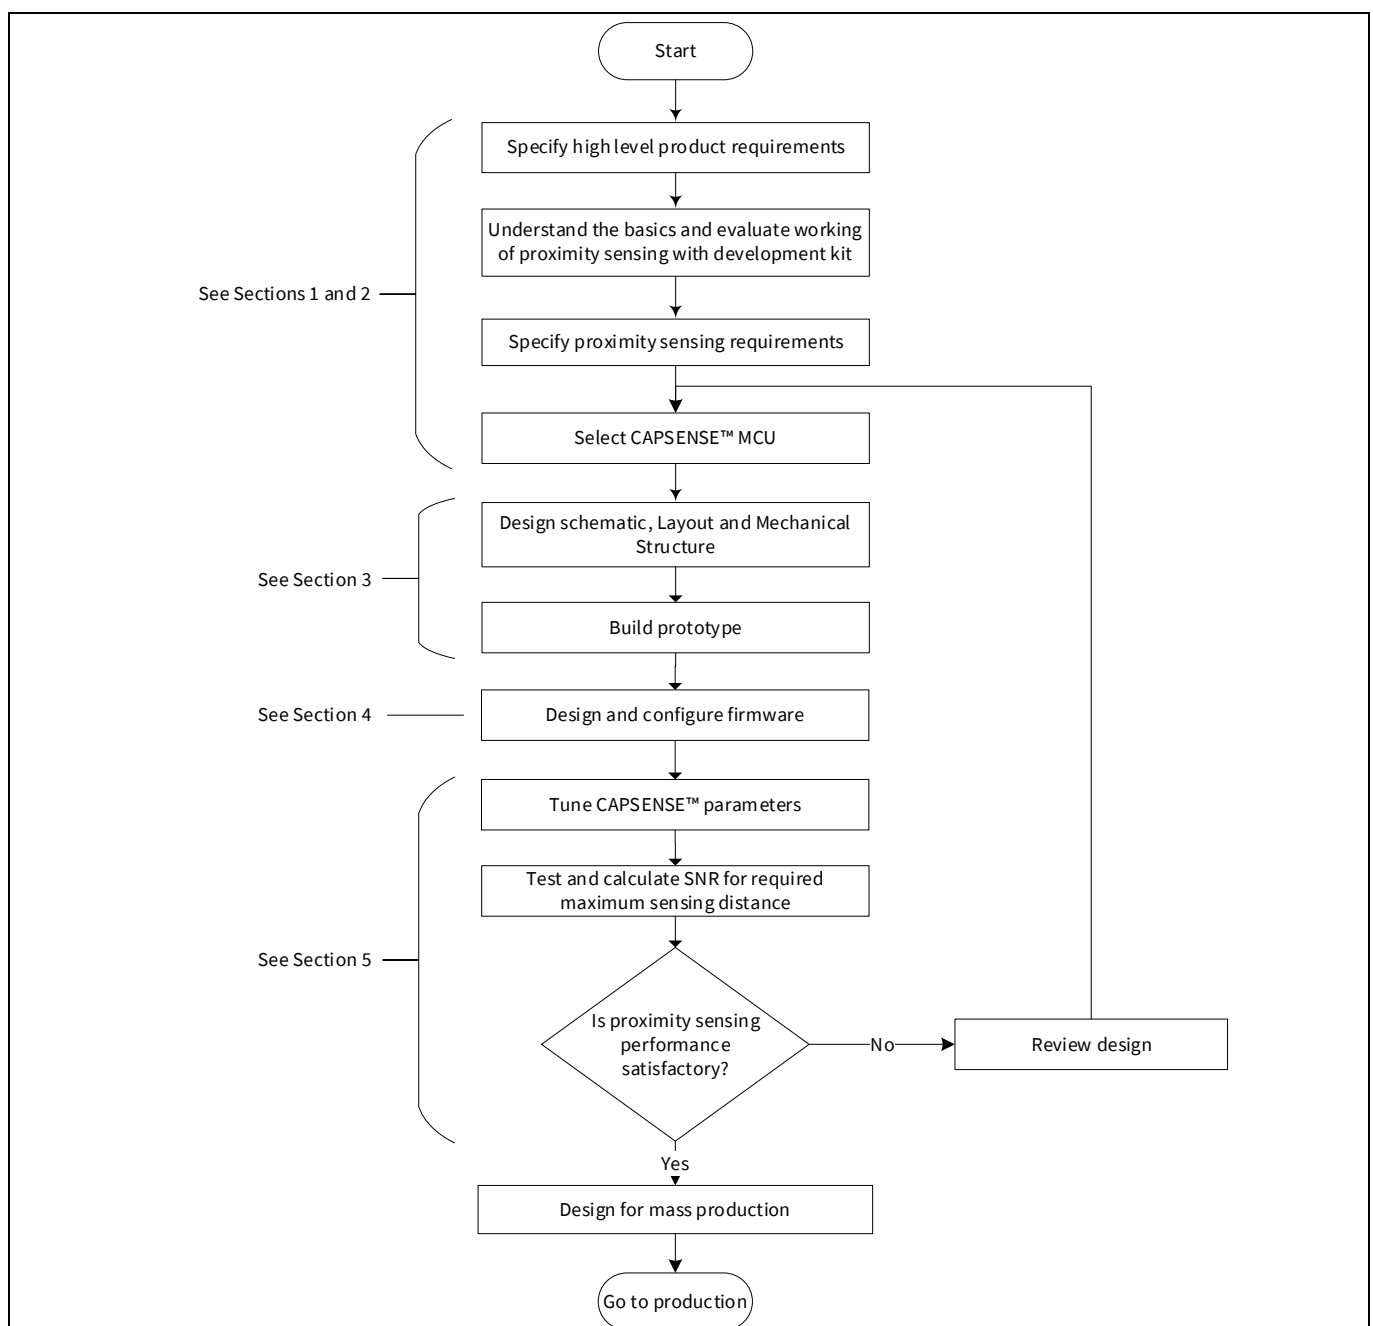 Start
Specify high level product requirements
Understand the basics and evaluate working
of proximity sensing with development kit
See Sections 1 and 2
Specify proximity sensing requirements
Select CAPSENSE™ MCU
Design schematic, Layout and Mechanical
Structure
See Section 3
Build prototype
See Section 4
Design and configure firmware
Tune CAPSENSE™ parameters
Test and calculate SNR for required
maximum sensing distance
See Section 5
Is proximity sensing
performance
satisfactory?
No
Review design
Yes
Design for mass production
Go to production